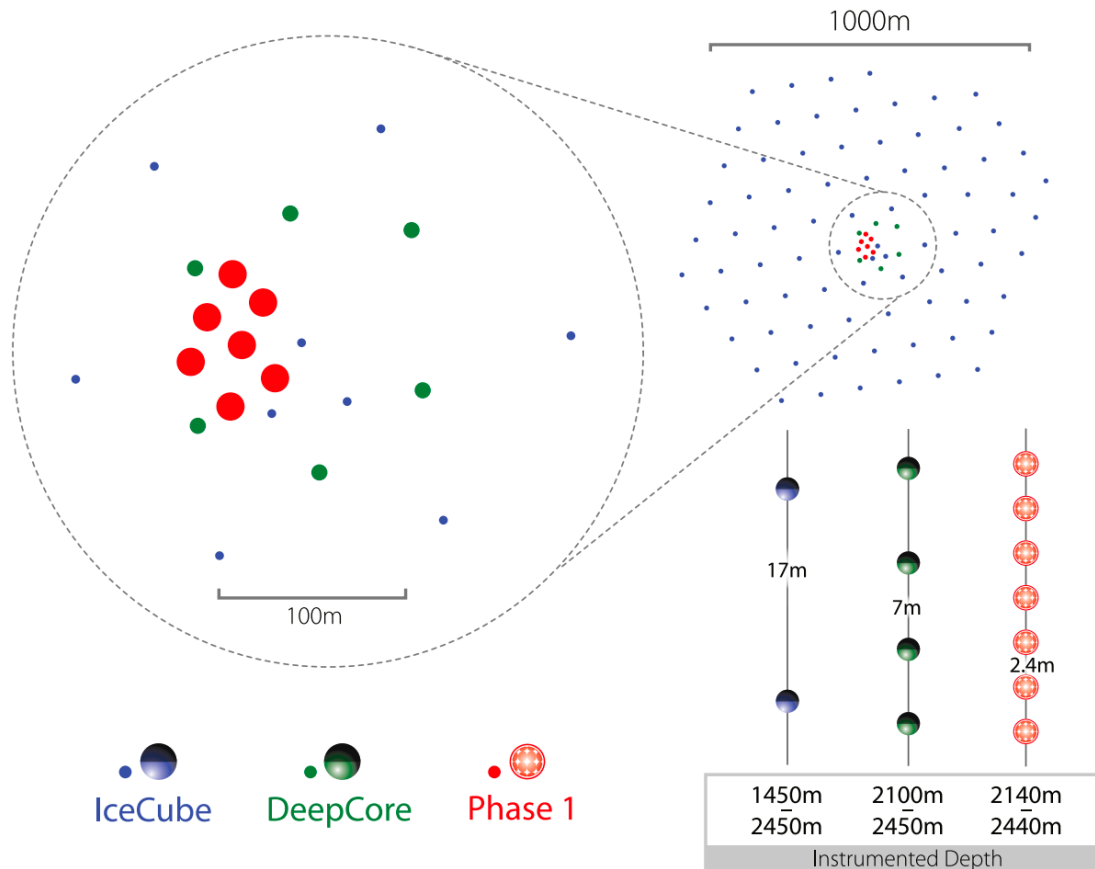 1000m
100m
17m
7m
2.4m
IceCube
DeepCore
Phase 1
1450m 2100m 2140m
– – –
2450m 2450m 2440m
Instrumented Depth